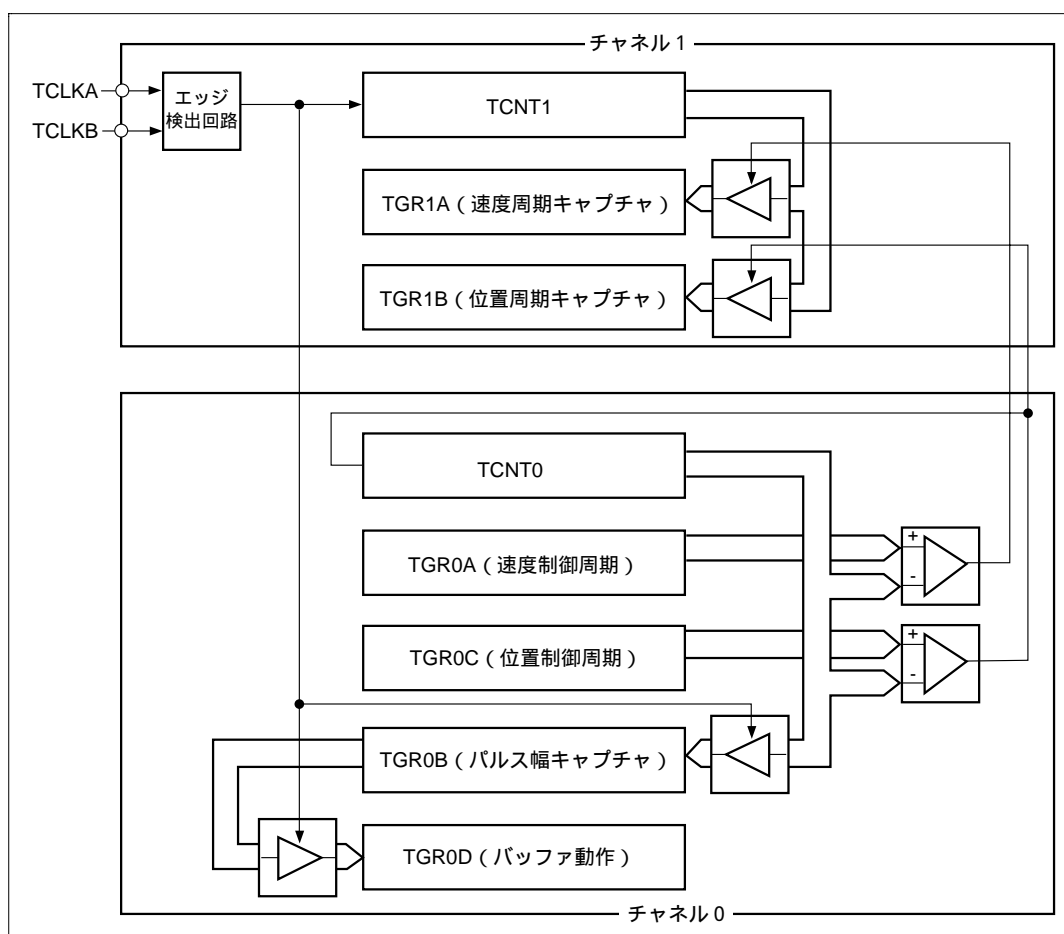 チャネル 1
TCLKA
TCLKB
エッジ
検出回路
TCNT1
TGR1A（速度周期キャプチャ）
TGR1B（位置周期キャプチャ）
TCNT0
TGR0A（速度制御周期）
+
-
TGR0C（位置制御周期）
+
-
TGR0B（パルス幅キャプチャ）
TGR0D（バッファ動作）
チャネル 0